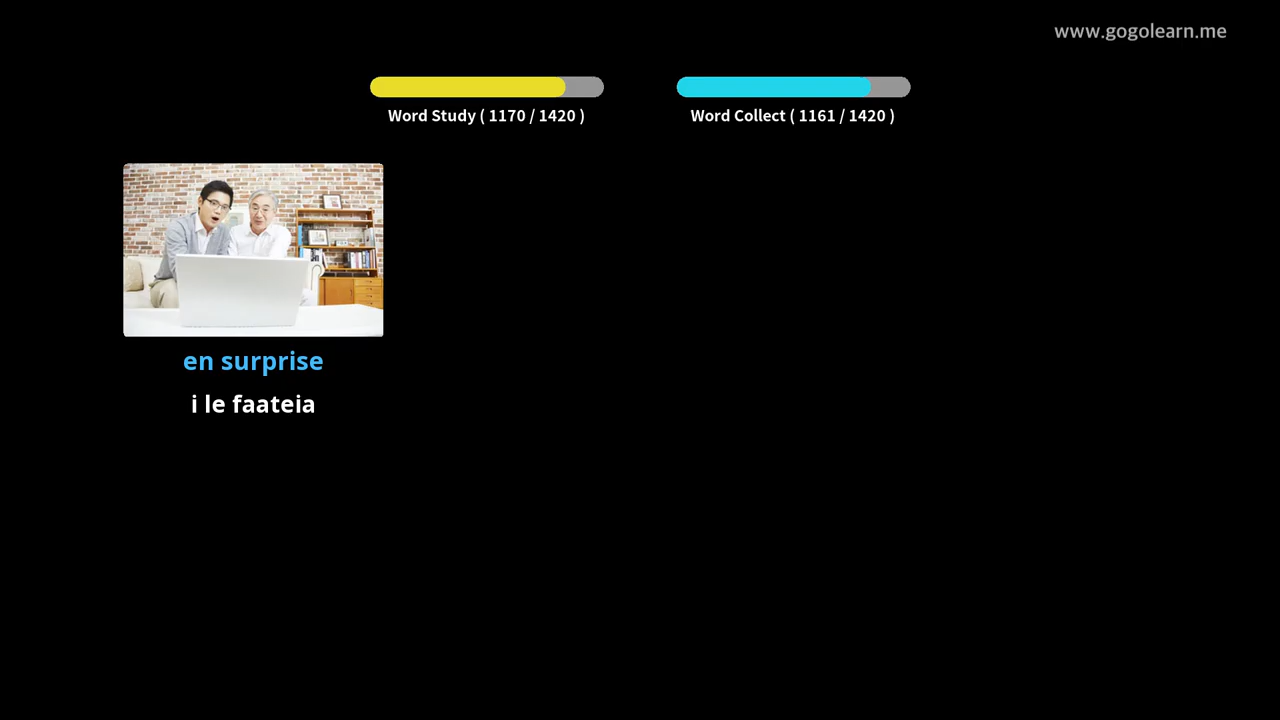 www.gogolearn.me
Word Study ( 1170 / 1420 )
Word Collect ( 1161 / 1420 )
en surprise
i le faateia